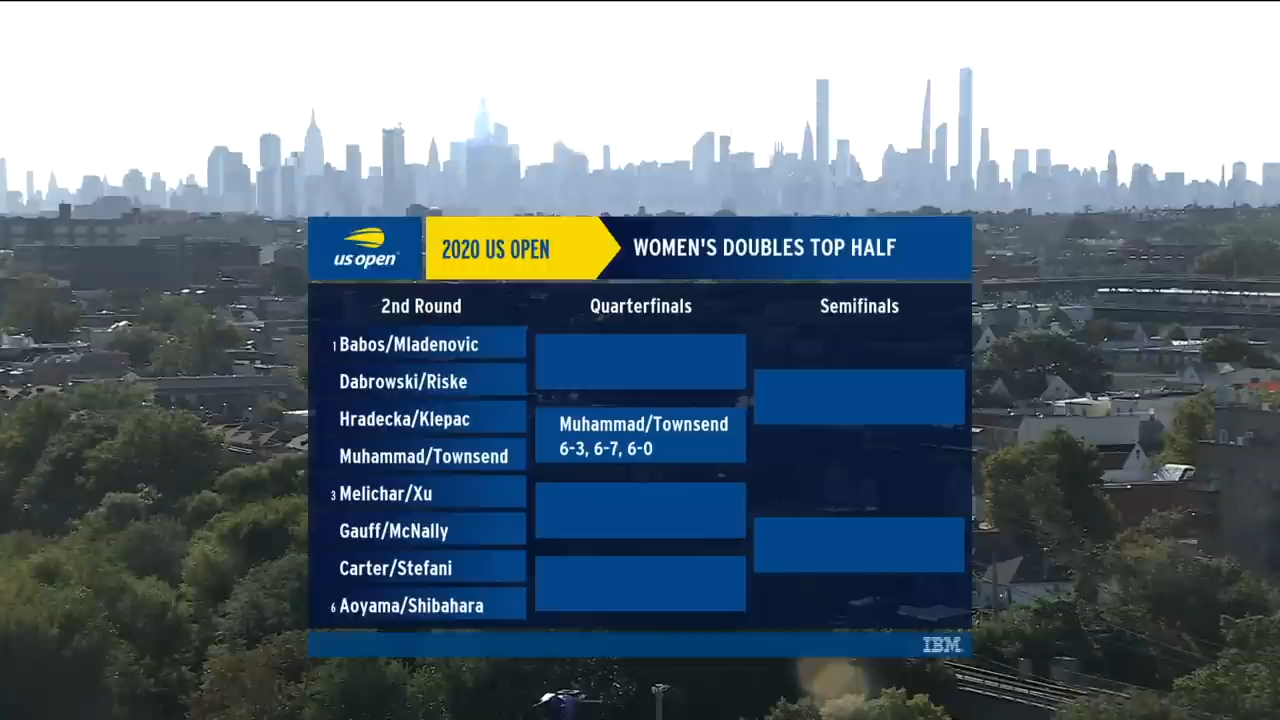 us open
2020 US OPEN
WOMEN'S DOUBLES TOP HALF
2nd Round
Quarterfinals
Semifinals
1 Babos/Mladenovic
Dabrowski/Riske
Hradecka/Klepac
Muhammad/Townsend
3 Melichar/Xu
Gauff/McNally
Carter/Stefani
6 Aoyama/Shibahara
Muhammad/Townsend
6-3, 6-7, 6-0
IBM